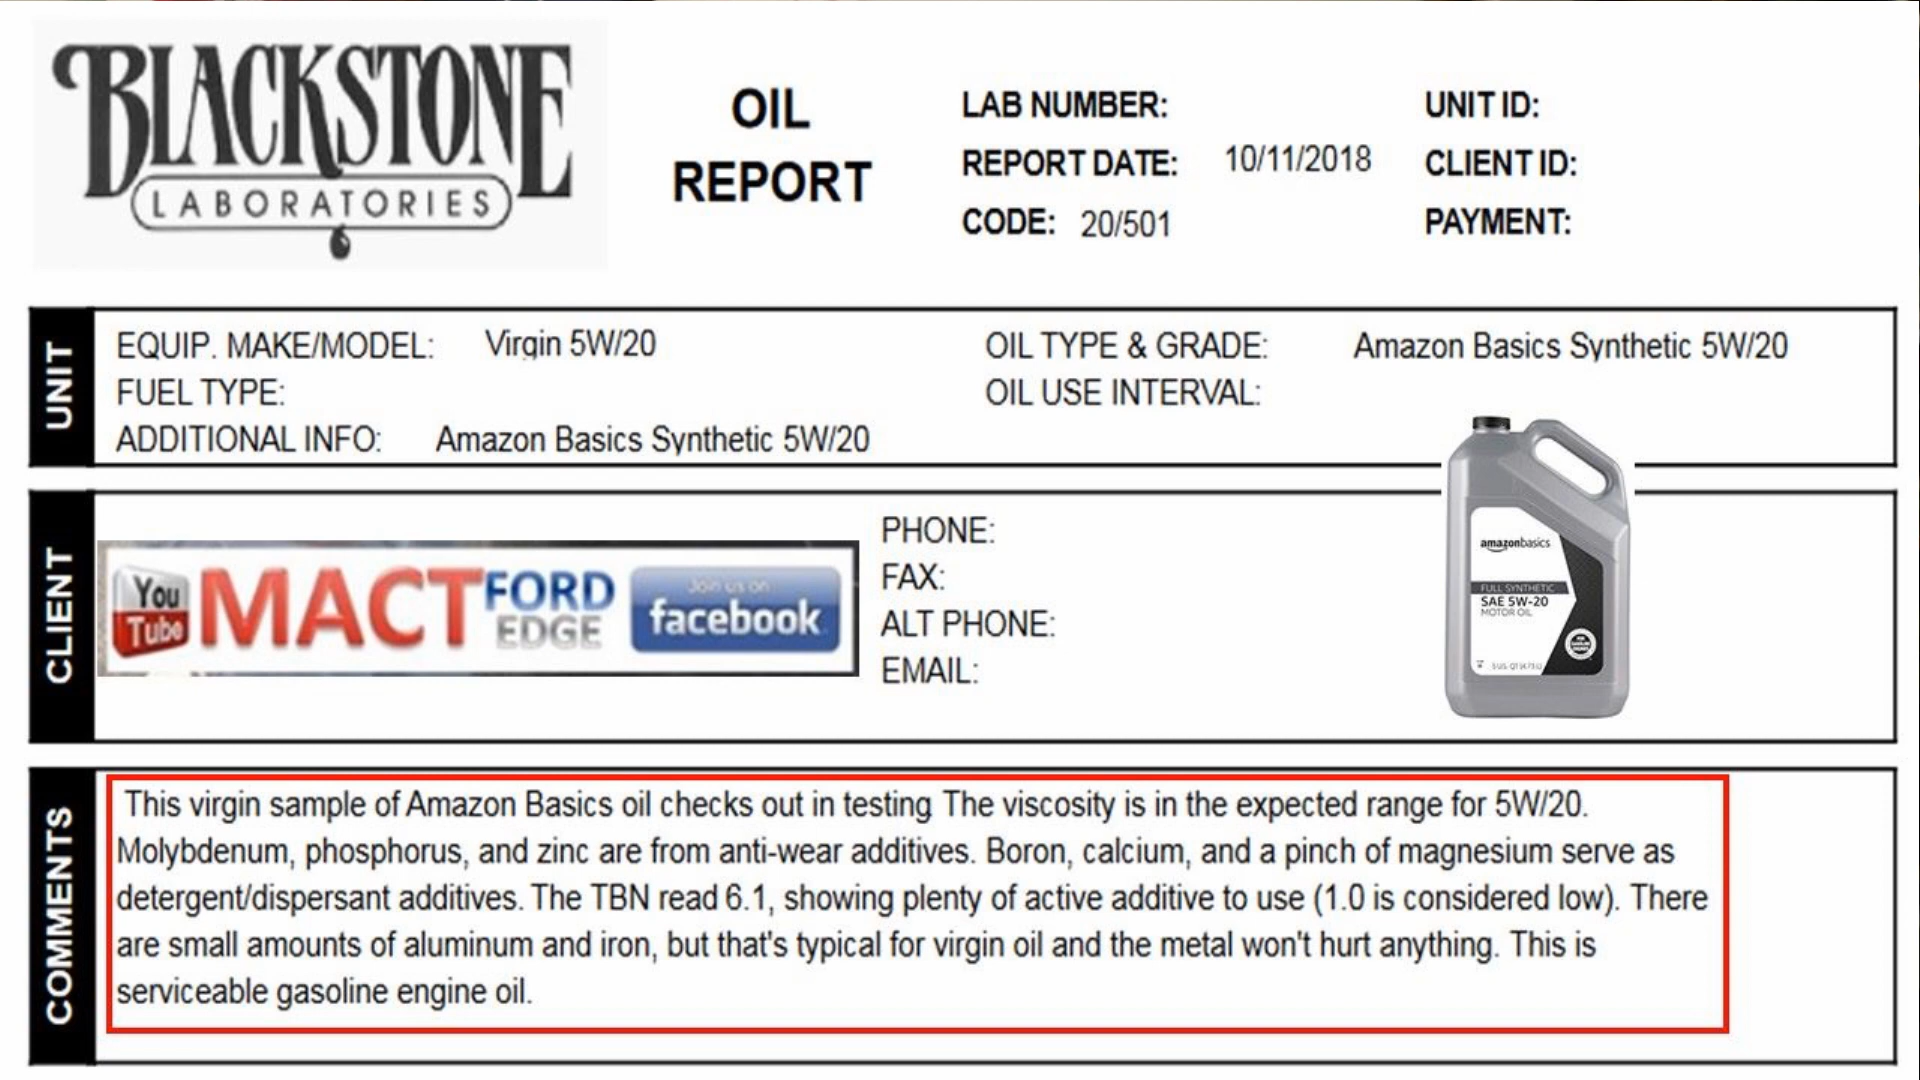 BLACKSTONE
LABORATORIES
OIL
REPORT
LAB NUMBER:
REPORT DATE: 10/11/2018
CODE: 20/501
UNIT ID:
CLIENT ID:
PAYMENT:
UNIT
EQUIP. MAKE/MODEL: Virgin 5W/20
FUEL TYPE:
ADDITIONAL INFO: Amazon Basics Synthetic 5W/20
OIL TYPE & GRADE: Amazon Basics Synthetic 5W/20
OIL USE INTERVAL:
CLIENT
You
Tube
MACT
FORD
EDGE
Join us on
facebook
PHONE:
FAX:
ALT PHONE:
EMAIL:
amazonbasics
FULL SYNTHETIC
SAE 5W-20
MOTOR OIL
COMMENTS
This virgin sample of Amazon Basics oil checks out in testing The viscosity is in the expected range for 5W/20.
Molybdenum, phosphorus, and zinc are from anti-wear additives. Boron, calcium, and a pinch of magnesium serve as
detergent/dispersant additives. The TBN read 6.1, showing plenty of active additive to use (1.0 is considered low). There
are small amounts of aluminum and iron, but that's typical for virgin oil and the metal won't hurt anything. This is
serviceable gasoline engine oil.